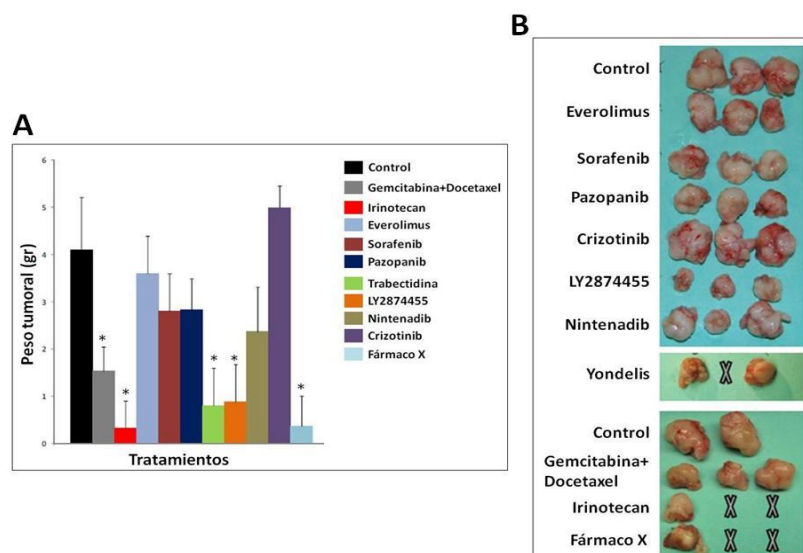 A
Peso tumoral (gr)
6
5
4
3
2
1
0
*
*
*
*
*
Tratamientos
Control
Gemcitabina+Docetaxel
Irinotecan
Everolimus
Sorafenib
Pazopanib
Trabectidina
LY2874455
Nintenadib
Crizotinib
Fármaco X
B
Control
Everolimus
Sorafenib
Pazopanib
Crizotinib
LY2874455
Nintenadib
Yondelis X
Control
Gemcitabina+
Docetaxel
Irinotecan X X
Fármaco X X X